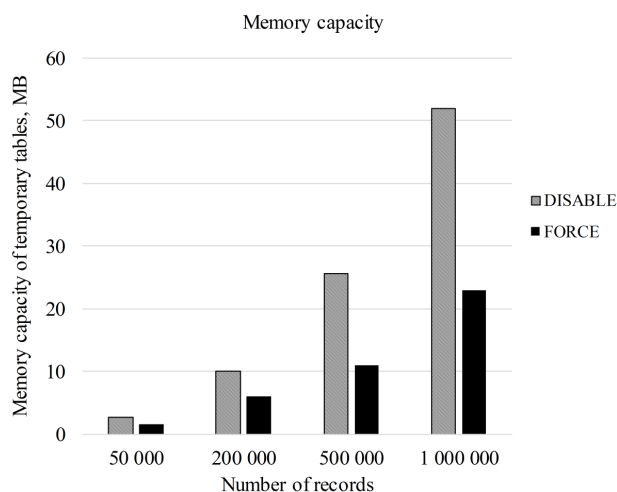 Memory capacity
Memory capacity of temporary tables, MB
60
50
40
30
20
10
0
50 000
200 000
500 000
1 000 000
Number of records
DISABLE
FORCE